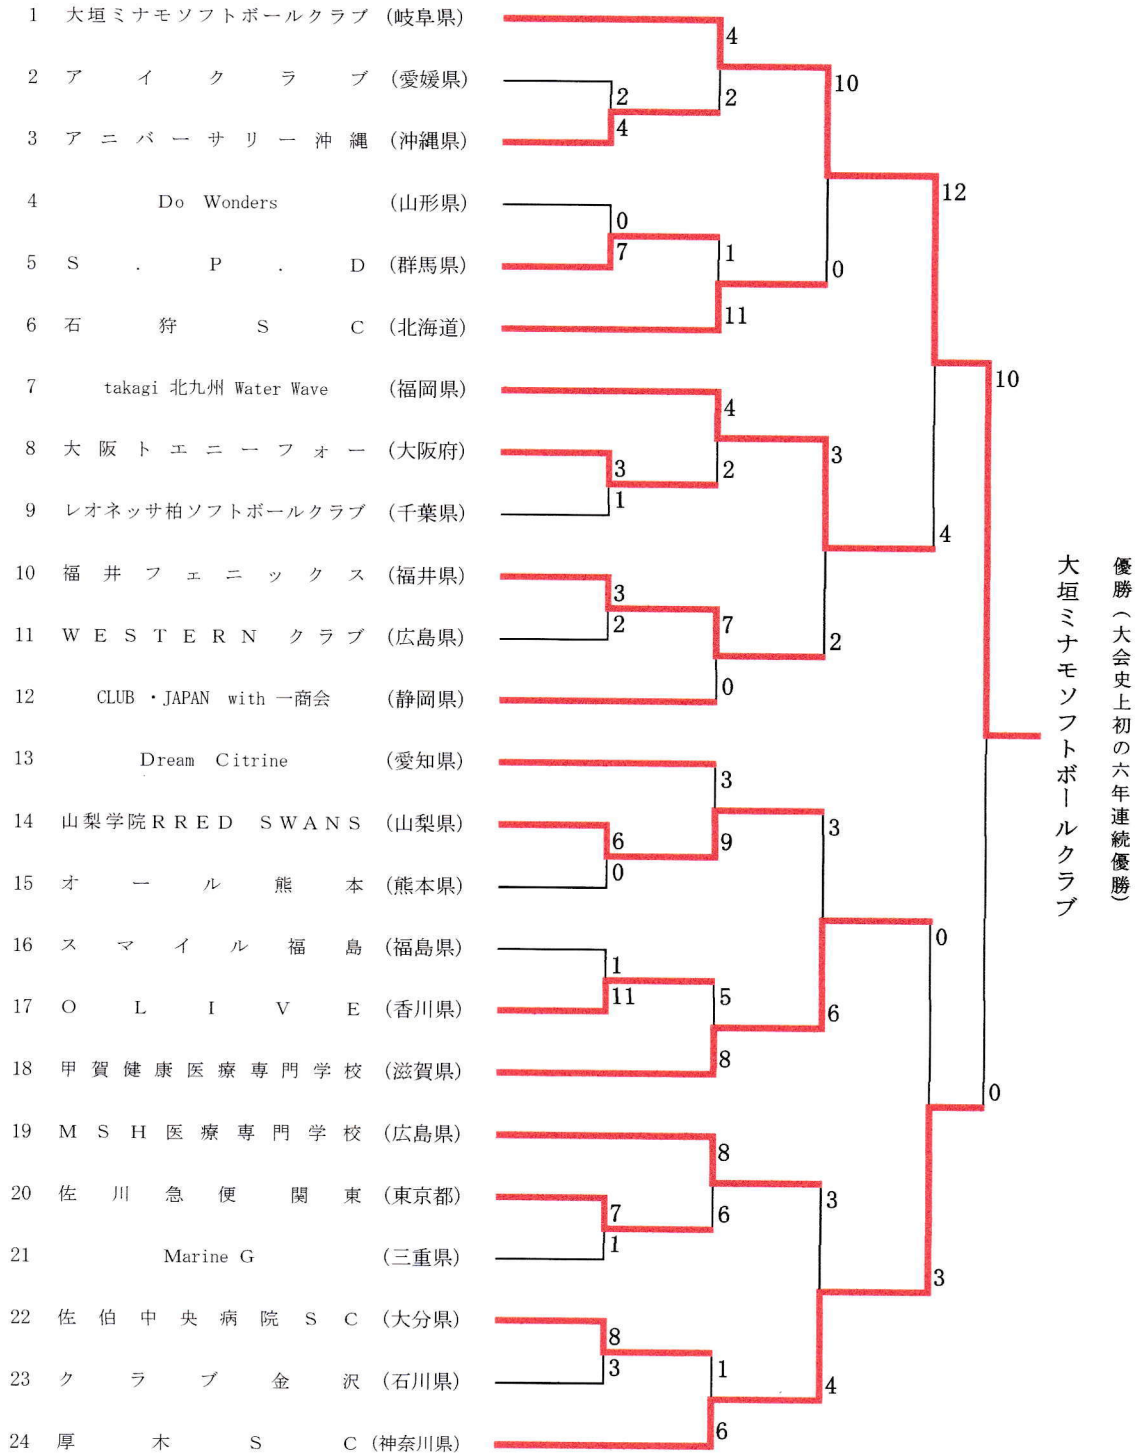 1 大垣ミナモソフトボールクラブ (岐阜県)
4
10
2 アイクラブ (愛媛県)
2
2
4
3 アニバーサリー沖縄 (沖縄県)
12
4 Do Wonders (山形県)
0
7
1
0
5 S.P.D (群馬県)
11
6 石狩SC (北海道)
10
7 takagi 北九州 Water Wave (福岡県)
4
3
8 大阪トエニーフォー (大阪府)
3
2
1
9 レオネッサ柏ソフトボールクラブ (千葉県)
4
10 福井フェニックス (福井県)
3
2
7
11 WESTERNクラブ (広島県)
2
0
12 CLUB・JAPAN with 一商会 (静岡県)
優勝(大会史上初の六年連続優勝)
大垣ミナモソフトボールクラブ
13 Dream Citrine (愛知県)
3
3
14 山梨学院RRED SWANS (山梨県)
6
9
0
15 オール熊本 (熊本県)
0
16 スマイル福島 (福島県)
1
11
5
6
17 OLIVE (香川県)
8
18 甲賀健康医療専門学校 (滋賀県)
0
19 MSH医療専門学校 (広島県)
8
3
20 佐川急便関東 (東京都)
7
6
1
21 Marine G (三重県)
3
22 佐伯中央病院SC (大分県)
8
3
1
4
23 クラブ金沢 (石川県)
6
24 厚木SC (神奈川県)